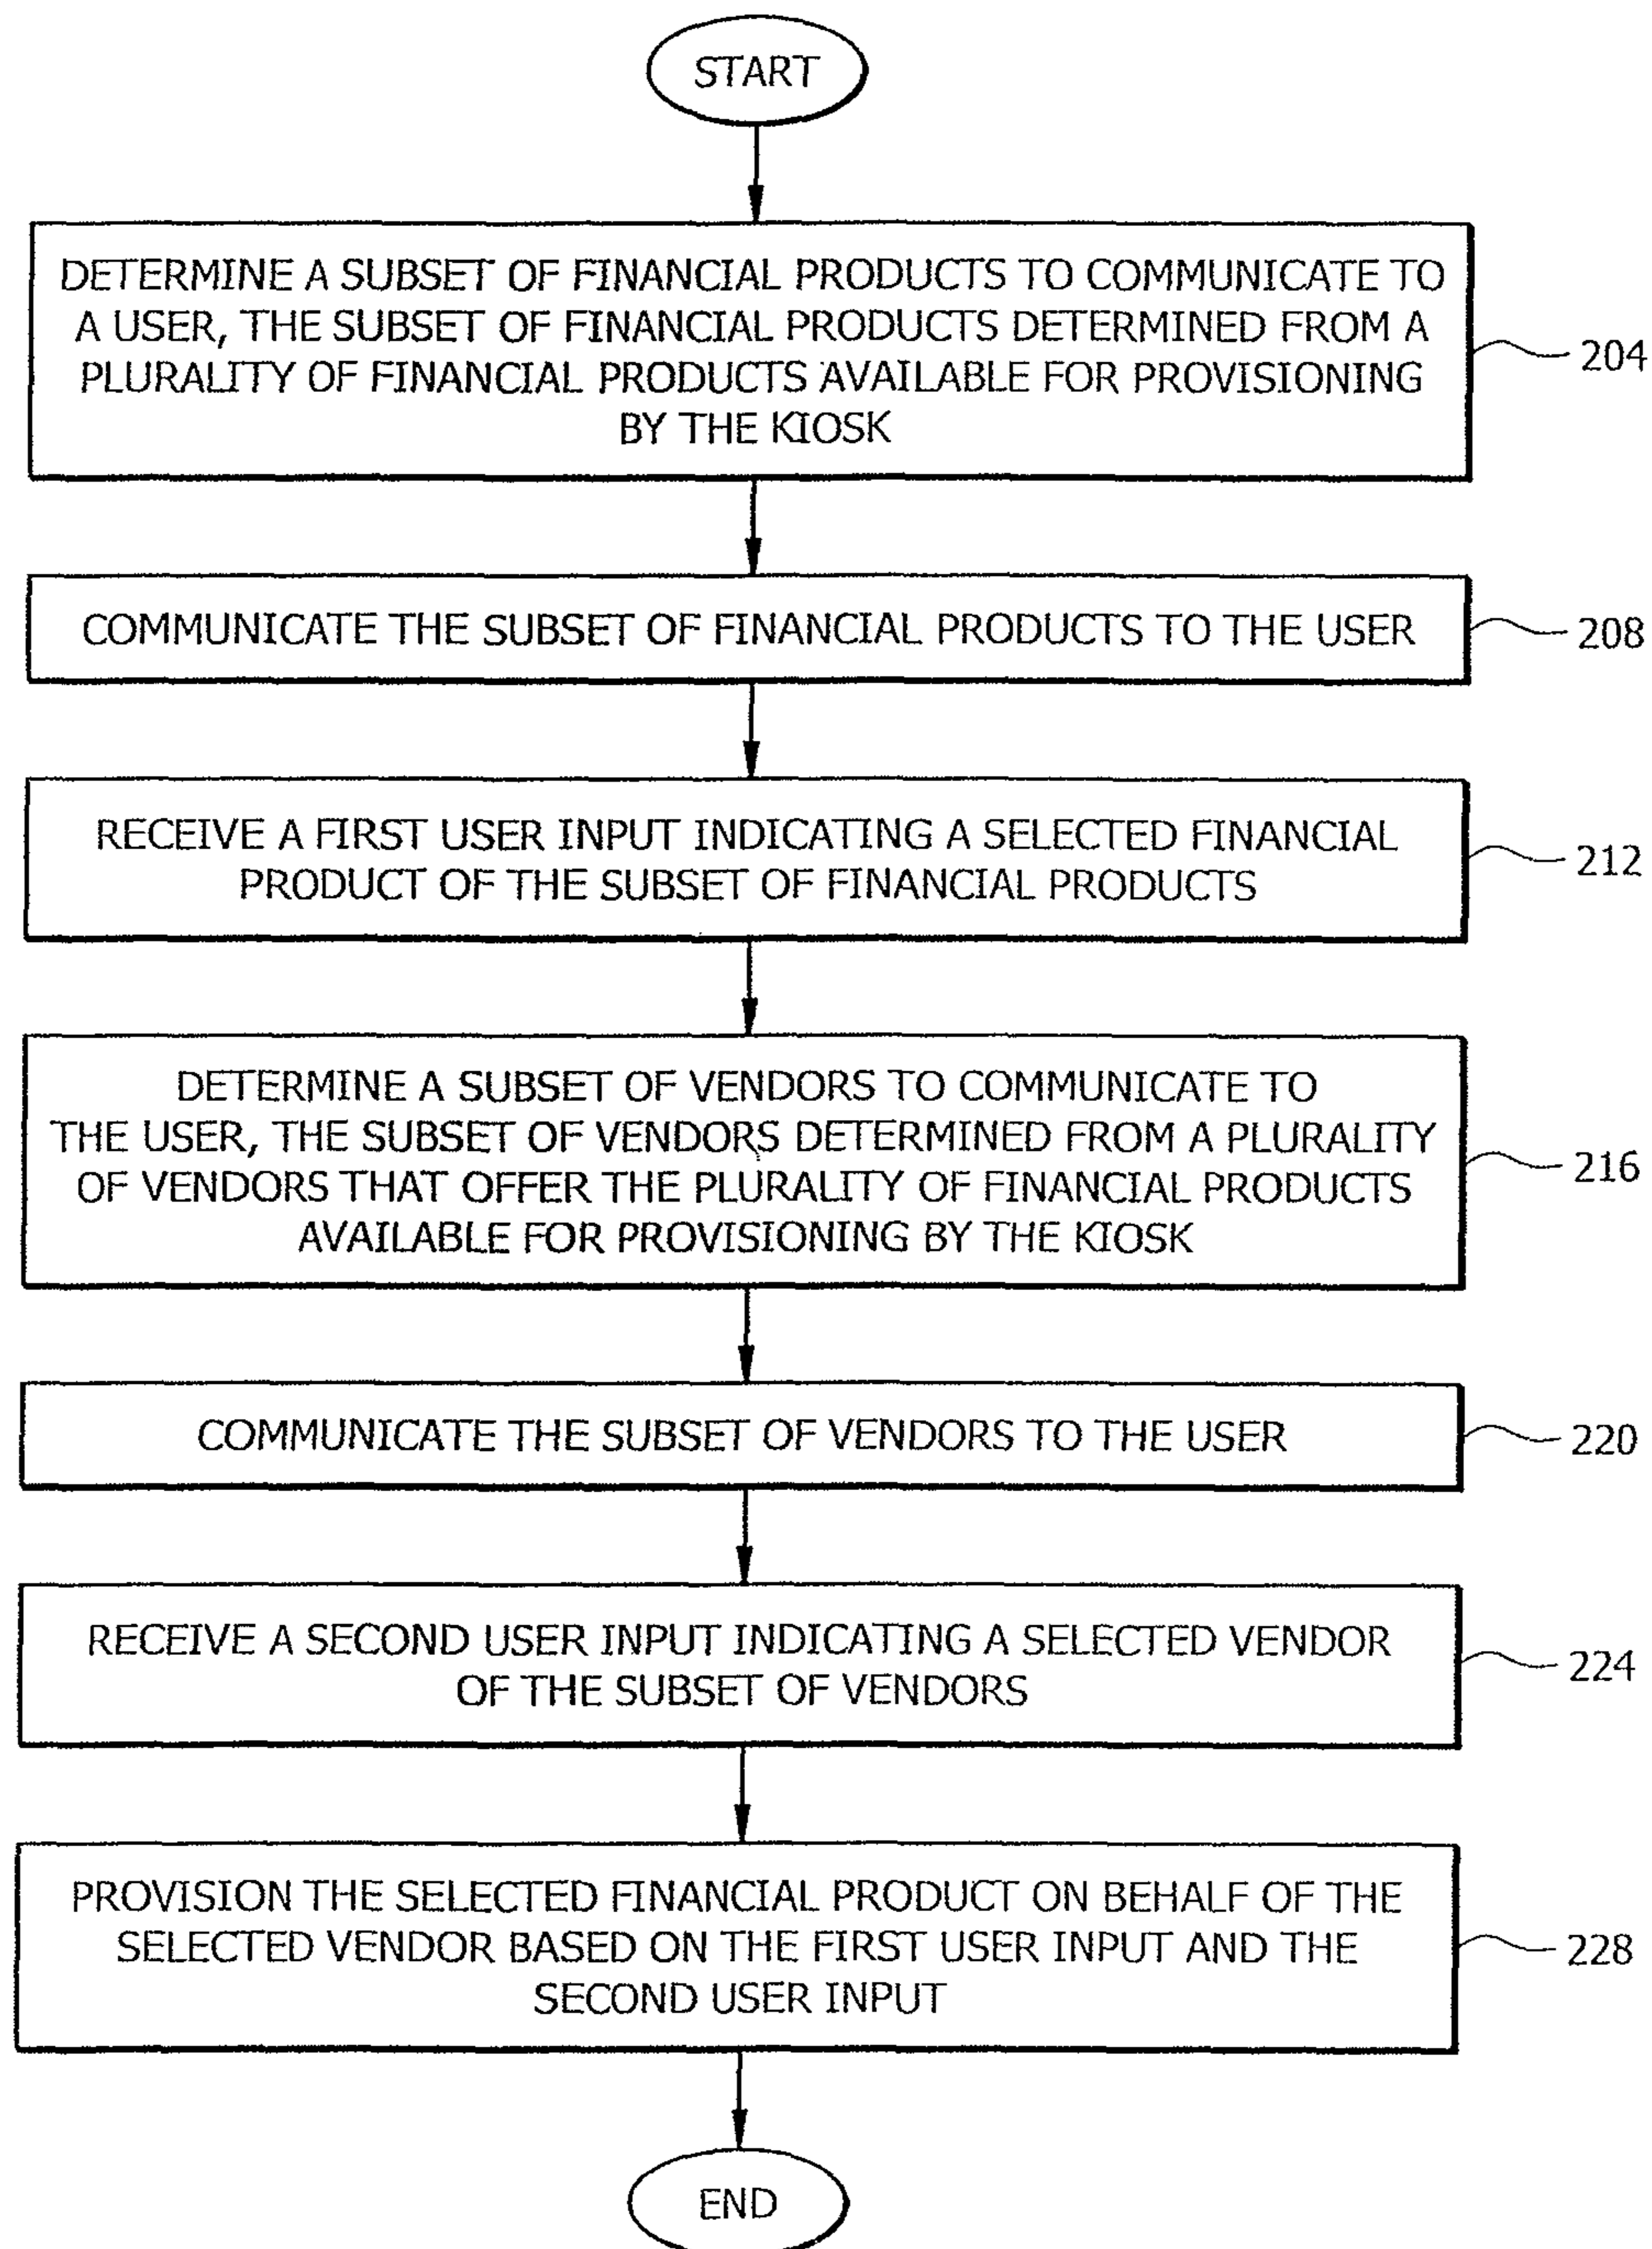 START
DETERMINE A SUBSET OF FINANCIAL PRODUCTS TO COMMUNICATE TO
A USER, THE SUBSET OF FINANCIAL PRODUCTS DETERMINED FROM A
PLURALITY OF FINANCIAL PRODUCTS AVAILABLE FOR PROVISIONING
BY THE KIOSK
204
COMMUNICATE THE SUBSET OF FINANCIAL PRODUCTS TO THE USER
208
RECEIVE A FIRST USER INPUT INDICATING A SELECTED FINANCIAL
PRODUCT OF THE SUBSET OF FINANCIAL PRODUCTS
212
DETERMINE A SUBSET OF VENDORS TO COMMUNICATE TO
THE USER, THE SUBSET OF VENDORS DETERMINED FROM A PLURALITY
OF VENDORS THAT OFFER THE PLURALITY OF FINANCIAL PRODUCTS
AVAILABLE FOR PROVISIONING BY THE KIOSK
216
COMMUNICATE THE SUBSET OF VENDORS TO THE USER
220
RECEIVE A SECOND USER INPUT INDICATING A SELECTED VENDOR
OF THE SUBSET OF VENDORS
224
PROVISION THE SELECTED FINANCIAL PRODUCT ON BEHALF OF THE
SELECTED VENDOR BASED ON THE FIRST USER INPUT AND THE
SECOND USER INPUT
228
END